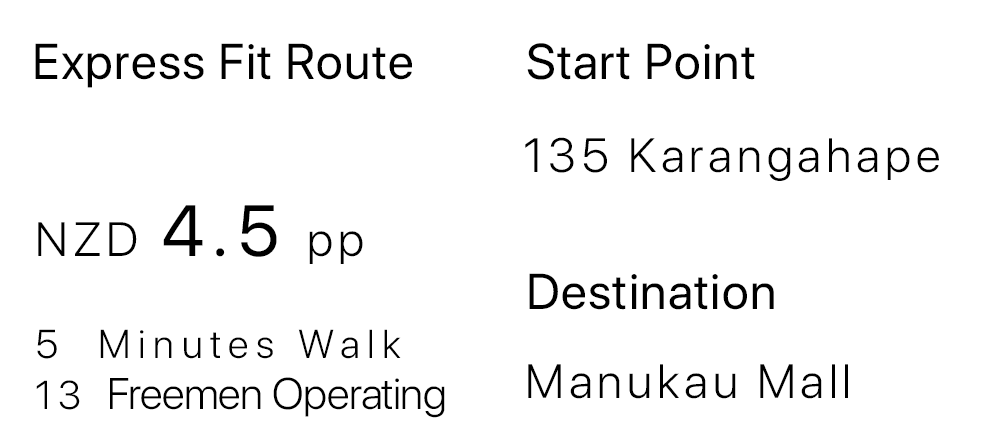 Express Fit Route
NZD 4.5 pp
5 Minutes Walk
13 Freemen Operating
Start Point
135 Karangahape
Destination
Manukau Mall